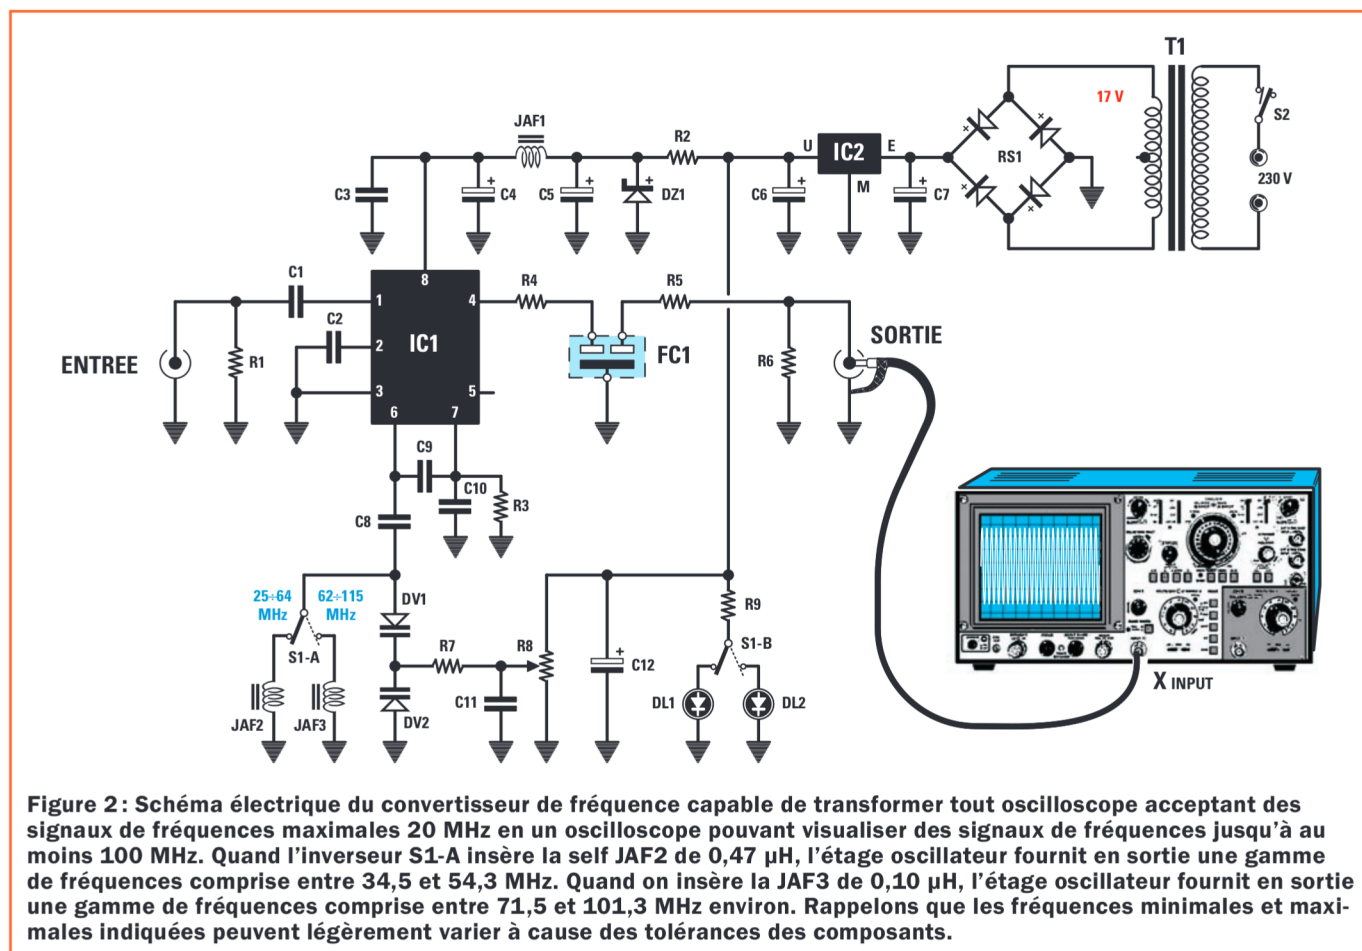 T1
17 V
S2
JAF1
R2
U
IC2
E
RS1
M
230 V
C3
C4
+
C5
+
DZ1
C6
+
C7
+
C1
8
R4
R5
1
4
C2
IC1
SORTIE
ENTREE
R1
2
FC1
R6
3
5
6
7
C9
C10
C8
R3
25÷64
MHz
62÷115
MHz
DV1
R9
S1-A
R7
R8
+
S1-B
C12
C11
DL1
DL2
JAF2
JAF3
DV2
X INPUT
Figure 2 : Schéma électrique du convertisseur de fréquence capable de transformer tout oscilloscope acceptant des
signaux de fréquences maximales 20 MHz en un oscilloscope pouvant visualiser des signaux de fréquences jusqu’à au
moins 100 MHz. Quand l’inverseur S1-A insère la self JAF2 de 0,47 µH, l’étage oscillateur fournit en sortie une gamme
de fréquences comprise entre 34,5 et 54,3 MHz. Quand on insère la JAF3 de 0,10 µH, l’étage oscillateur fournit en sortie
une gamme de fréquences comprise entre 71,5 et 101,3 MHz environ. Rappelons que les fréquences minimales et maxi-
males indiquées peuvent légèrement varier à cause des tolérances des composants.